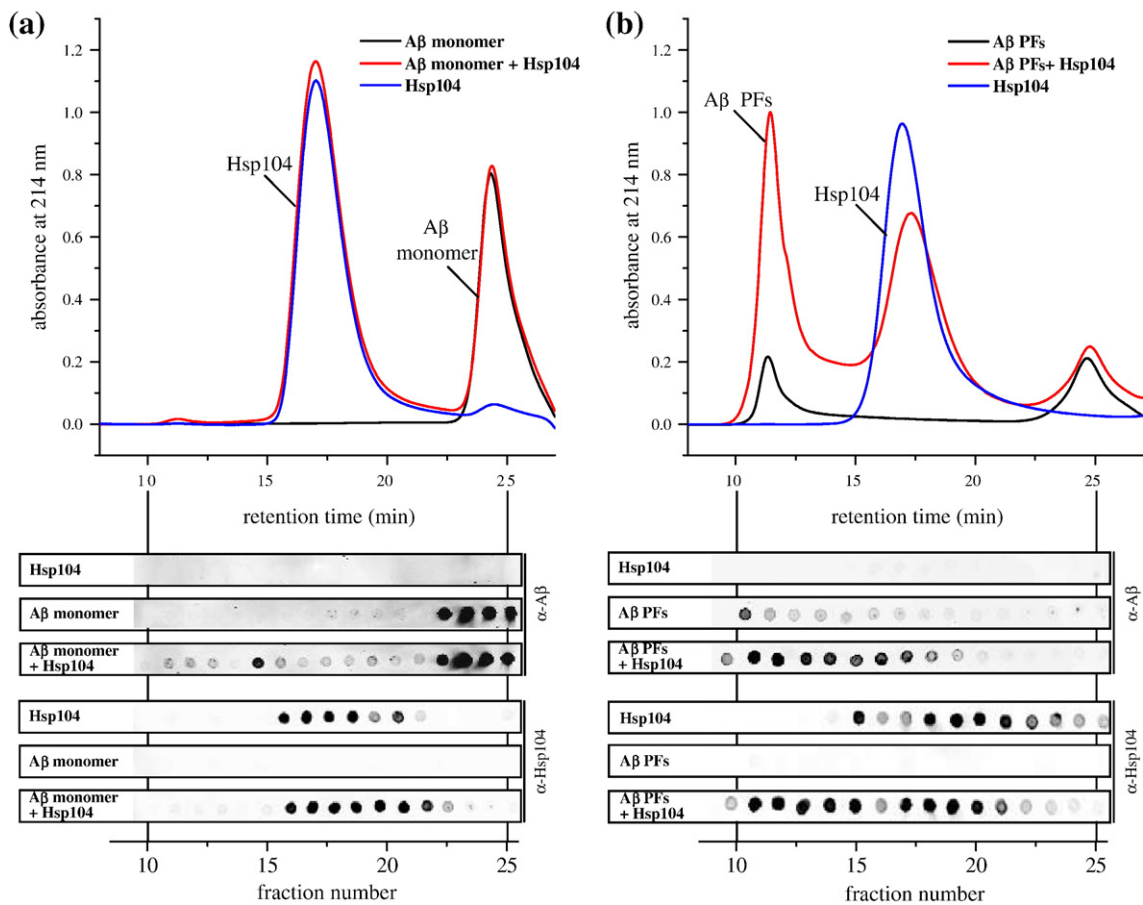 (a)
Aβ monomer
Aβ monomer + Hsp104
Hsp104
1.2
1.0
0.8
0.6
0.4
0.2
0.0
absorbance at 214 nm
Hsp104
Aβ
monomer
10
15
20
25
retention time (min)
Hsp104
Aβ monomer
Aβ monomer
+ Hsp104
α-Aβ
Hsp104
Aβ monomer
Aβ monomer
+ Hsp104
α-Hsp104
10
15
20
25
fraction number
(b)
Aβ PFs
Aβ PFs+ Hsp104
Hsp104
1.2
1.0
0.8
0.6
0.4
0.2
0.0
absorbance at 214 nm
Aβ PFs
Hsp104
10
15
20
25
retention time (min)
Hsp104
Aβ PFs
Aβ PFs
+ Hsp104
α-Aβ
Hsp104
Aβ PFs
Aβ PFs
+ Hsp104
α-Hsp104
10
15
20
25
fraction number